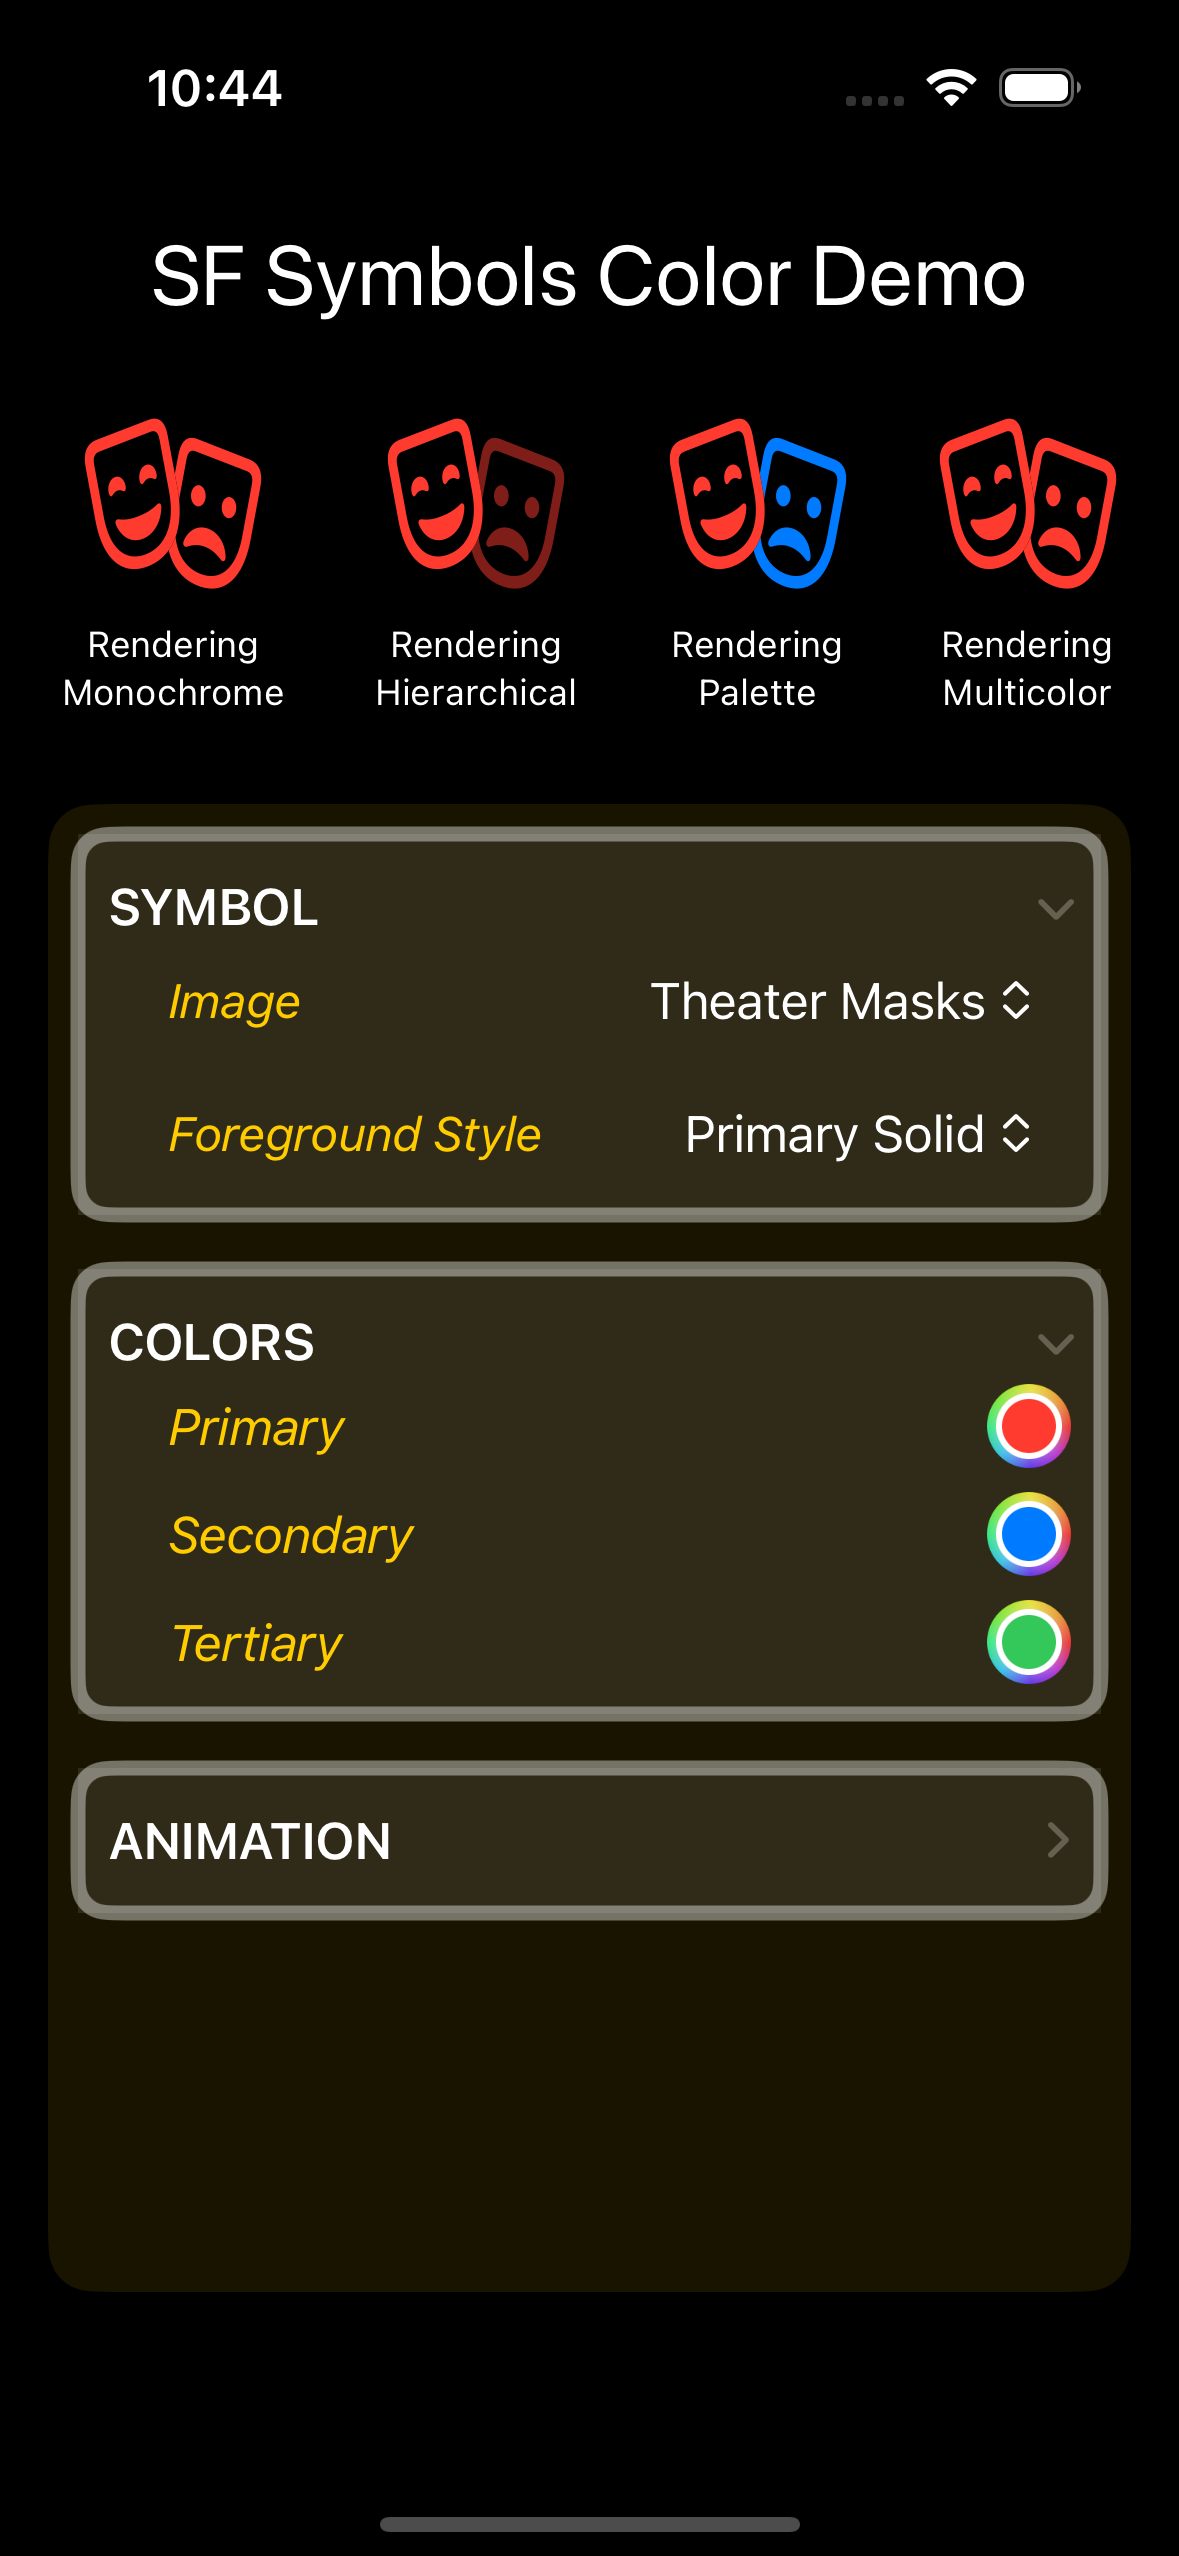 10:44
SF Symbols Color Demo
Rendering Monochrome
Rendering Hierarchical
Rendering Palette
Rendering Multicolor
SYMBOL
Image Theater Masks
Foreground Style Primary Solid
COLORS
Primary
Secondary
Tertiary
ANIMATION